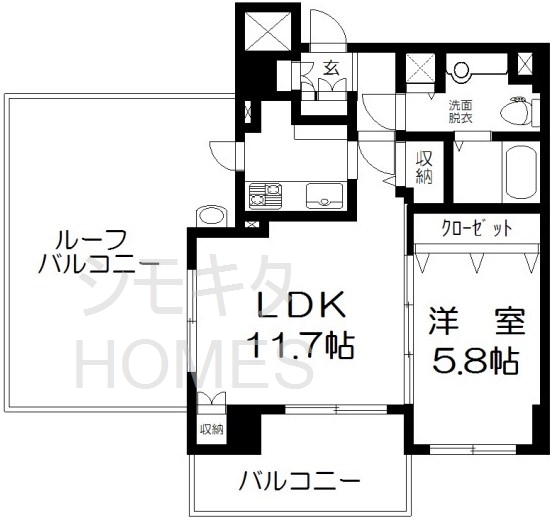 玄
洗面
脱衣
収納
クローゼット
ルーフ
バルコニー
シモキタ
HOMES
LDK
11.7帖
洋 室
5.8帖
収納
バルコニー